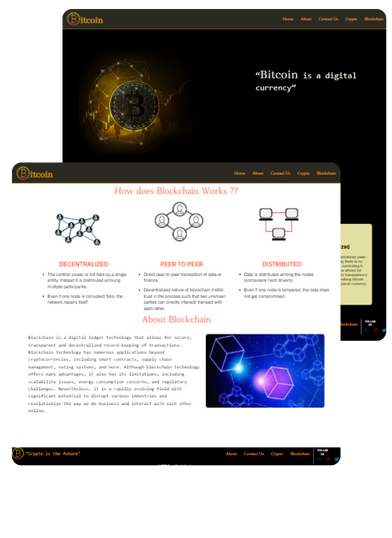 Bitcoin
Home About Contact Us Crypto Blockchain
“Bitcoin is a digital
currency”
Bitcoin
Home About Contact Us Crypto Blockchain
How does Blockchain Works ??
DECENTRALIZED
The control power is not held by a single
entity. Instead it is distributed amoung
multiple participants.
Even if one node is corrupted/ fails, the
network repairs itself.
PEER TO PEER
Direct peer to peer transaction of data or
finance.
Decentralized nature of blockchain instills
trust in the process such that two unknown
parties can directly interact/ transact with
each other.
DISTRIBUTED
Data is distributed among the nodes
(computers/ hard drives).
Even if one node is tampered, the data does
not get compromised.
About Blockchain
Blockchain is a digital ledger technology that allows for secure,
transparent and decentralized record-keeping of transactions.
Blockchain technology has numerous applications beyond
cryptocurrencies, including smart contracts, supply chain
management, voting systems, and more. Although blockchain technology
offers many advantages, it also has its limitations, including
scalability issues, energy consumption concerns, and regulatory
challenges. Nevertheless, it is a rapidly evolving field with
significant potential to disrupt various industries and
revolutionize the way we do business and interact with each other
online.
"Crypto is the future"
About Contact Us Crypto Blockchain
FOLLOW
US